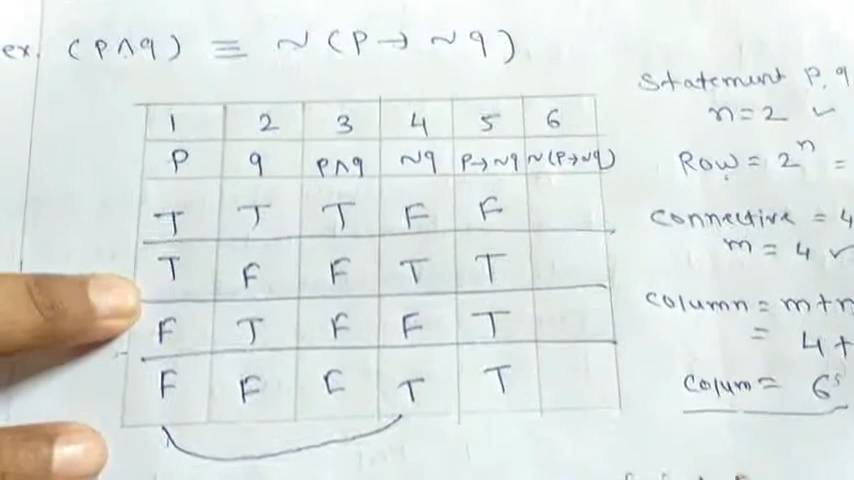 ex. (P∧q) ≡ ~(P→ ~q)
1 2 3 4 5 6
P q P∧q ~q P→~q ~(P→~q)
T T T F F
T F F T T
F T F F T
F F F T T
Statement P, q
n=2 ✓
Row = 2ⁿ =
Connective = 4
m = 4 ✓
Column = m+n
= 4+
Colum = 6